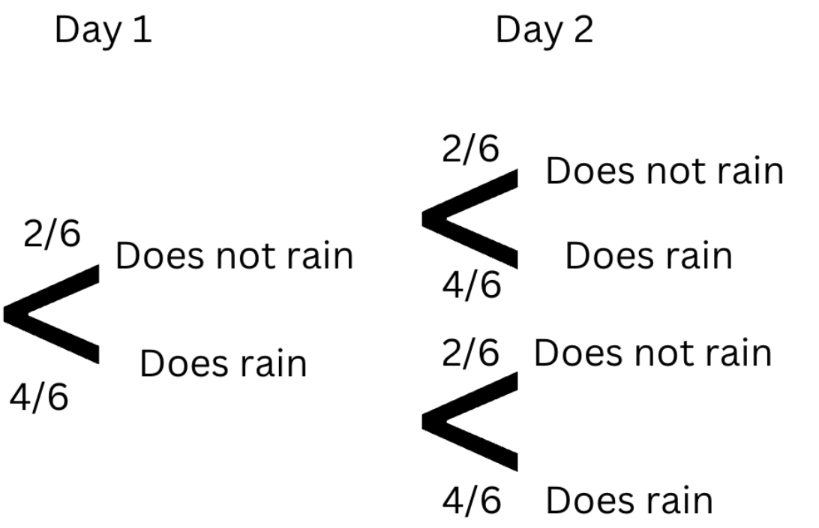 Day 1
Day 2
2/6
Does not rain
2/6
Does not rain
Does rain
4/6
Does rain
4/6
2/6
Does not rain
4/6
Does rain